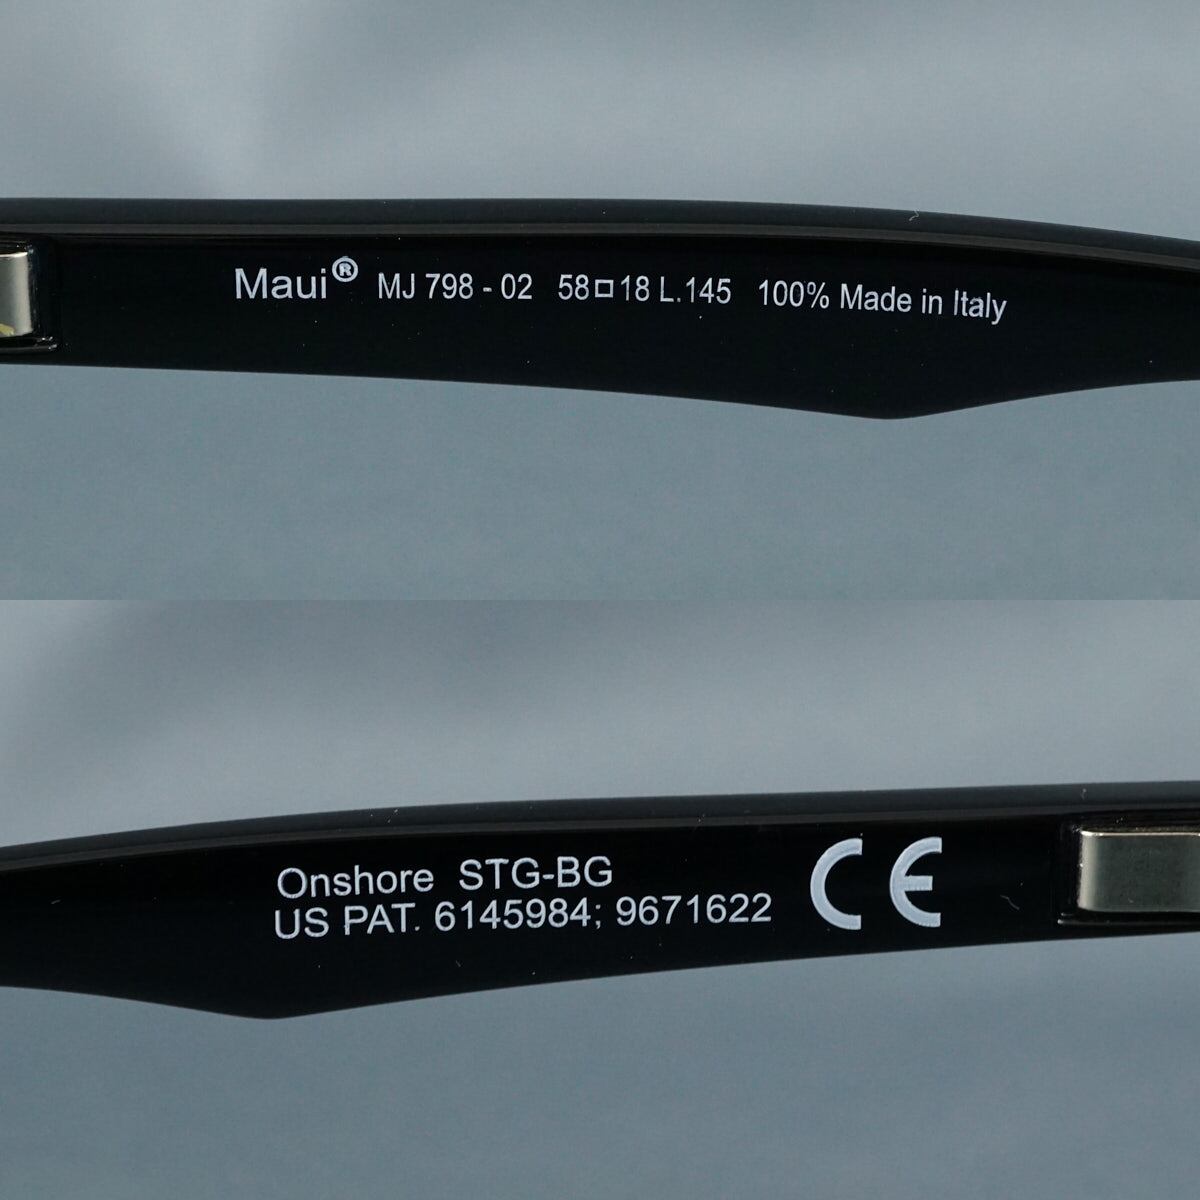 Maui® MJ 798 - 02 58□18 L.145 100% Made in Italy
Onshore STG-BG CE
US PAT. 6145984; 9671622